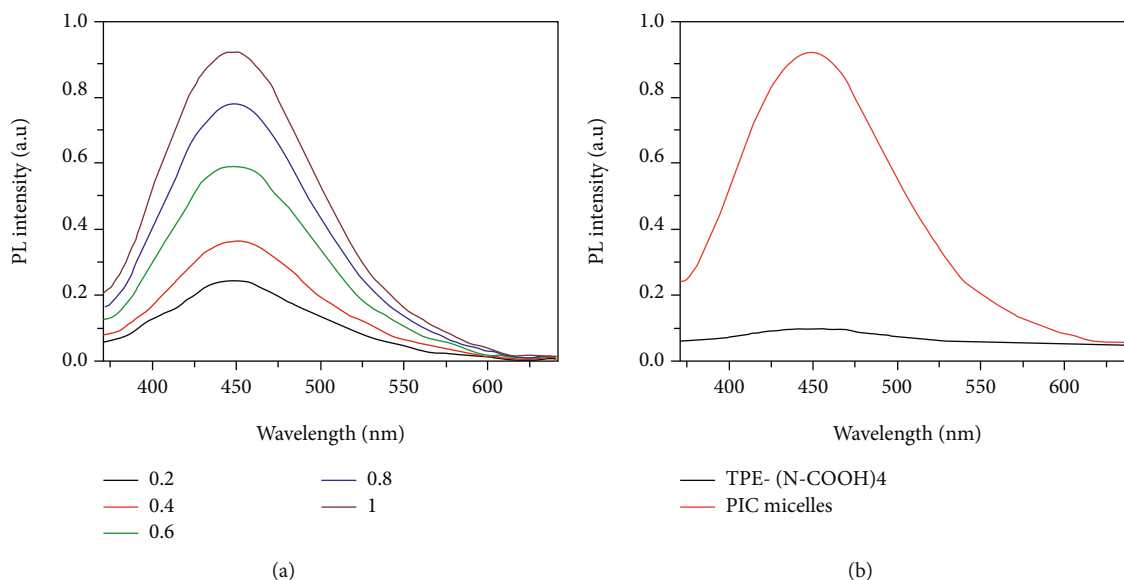 1.0
0.8
0.6
0.4
0.2
0.0
PL intensity (a.u)
400 450 500 550 600
Wavelength (nm)
0.2
0.4
0.6
0.8
1
(a)
1.0
0.8
0.6
0.4
0.2
0.0
PL intensity (a.u)
400 450 500 550 600
Wavelength (nm)
TPE- (N-COOH)4
PIC micelles
(b)